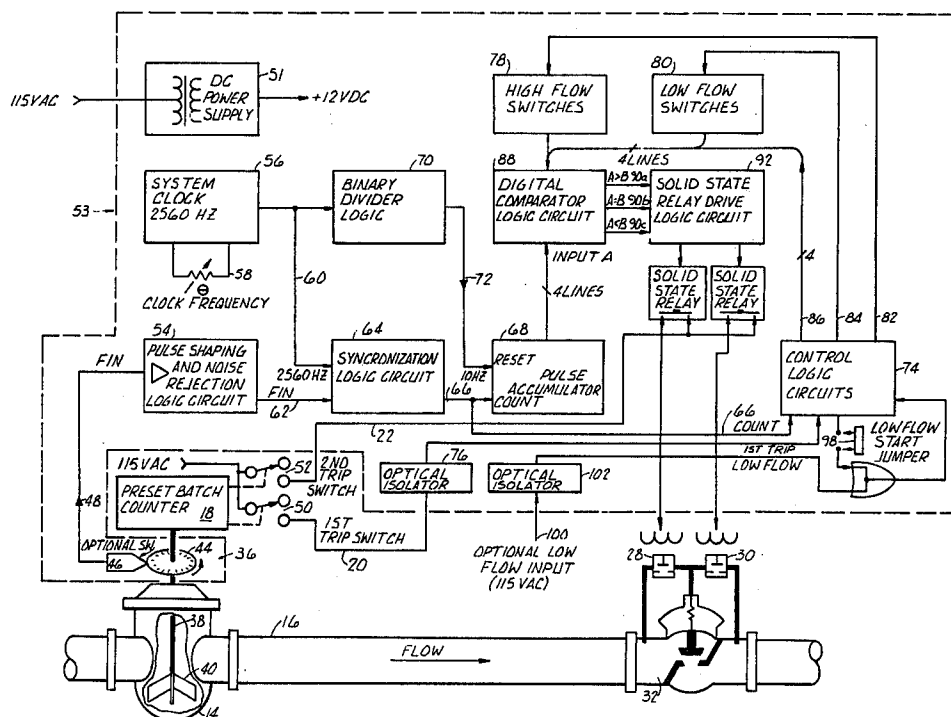 115VAC
DC
POWER
SUPPLY
51
+12VDC
53
SYSTEM
CLOCK
2560 HZ
56
58
CLOCK FREQUENCY
BINARY
DIVIDER
LOGIC
70
60
72
78
HIGH FLOW
SWITCHES
80
LOW FLOW
SWITCHES
88
4 LINES
92
DIGITAL
COMPARATOR
LOGIC CIRCUIT
A>B 90a
A=B 90b
A<B 90c
SOLID STATE
RELAY DRIVE
LOGIC CIRCUIT
INPUT A
4 LINES
SOLID
STATE
RELAY
SOLID
STATE
RELAY
4
86
84
82
54
FIN
PULSE SHAPING
AND NOISE
REJECTION
LOGIC CIRCUIT
2560 HZ
FIN
62
64
SYNCRONIZATION
LOGIC CIRCUIT
66
10HZ
68
RESET
PULSE
ACCUMULATOR
COUNT
CONTROL
LOGIC
CIRCUITS
74
22
66
COUNT
1ST TRIP
LOW FLOW
98
LOW FLOW
START
JUMPER
76
OPTICAL
ISOLATOR
102
OPTICAL
ISOLATOR
100
OPTIONAL LOW
FLOW INPUT
(115 VAC)
115VAC
52
2ND
TRIP
SWITCH
PRESET BATCH
COUNTER 18
50
1ST TRIP
SWITCH
20
48
OPTIONAL SW.
46
44
36
28
30
38
16
FLOW
40
14
32